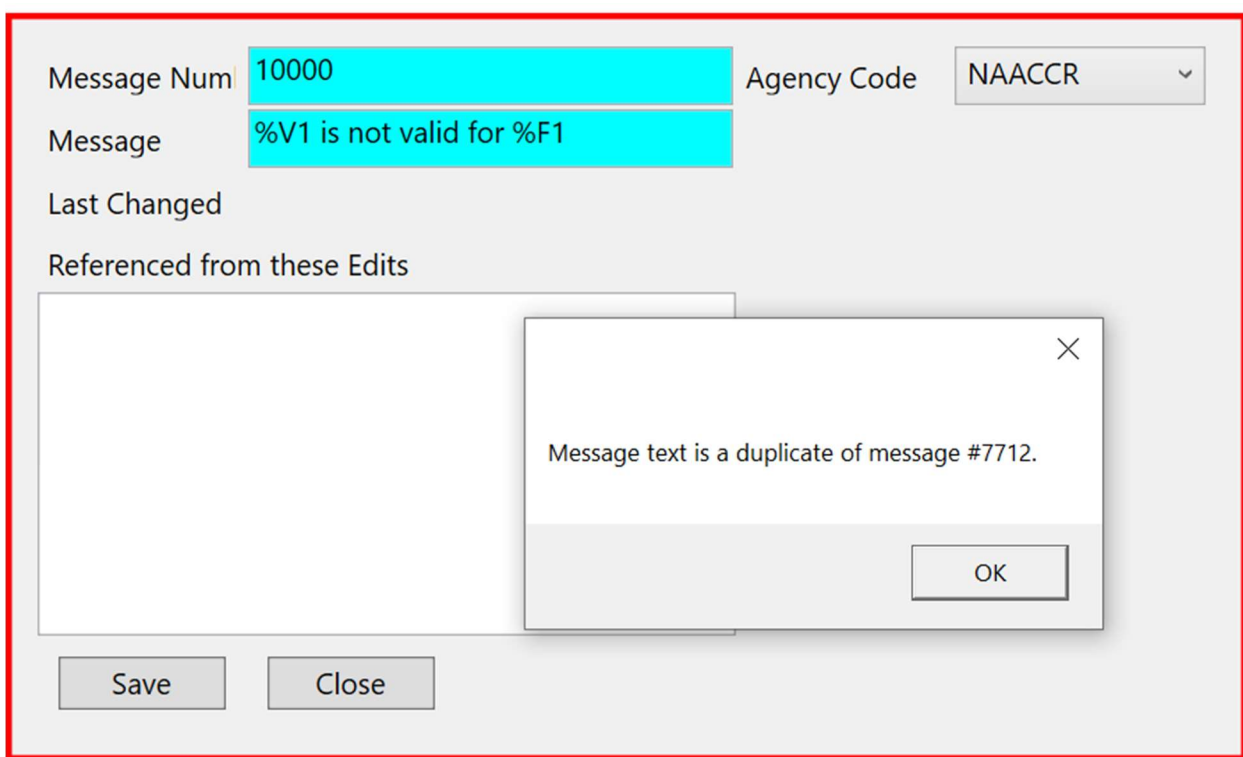 Message Num 10000 Agency Code NAACCR
Message %V1 is not valid for %F1
Last Changed
Referenced from these Edits
Message text is a duplicate of message #7712.
OK
Save Close